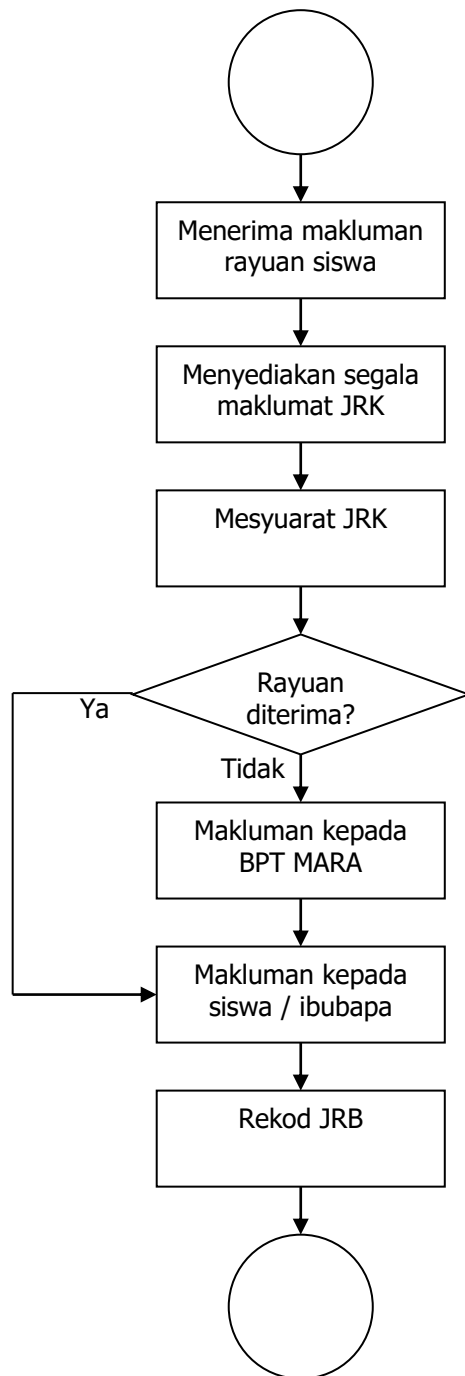 Menerima makluman
rayuan siswa
Menyediakan segala
maklumat JRK
Mesyuarat JRK
Rayuan
diterima?
Ya
Tidak
Makluman kepada
BPT MARA
Makluman kepada
siswa / ibubapa
Rekod JRB